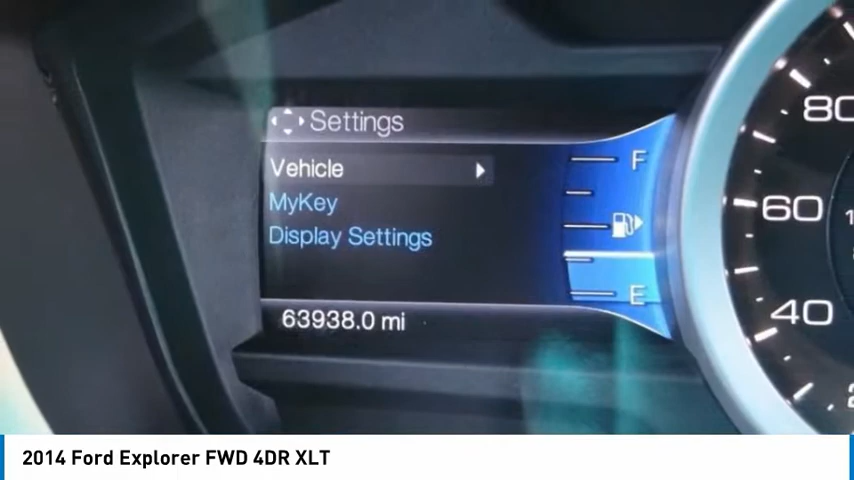 Settings
Vehicle
MyKey
Display Settings
63938.0 mi
F
E
80
60
40
2014 Ford Explorer FWD 4DR XLT